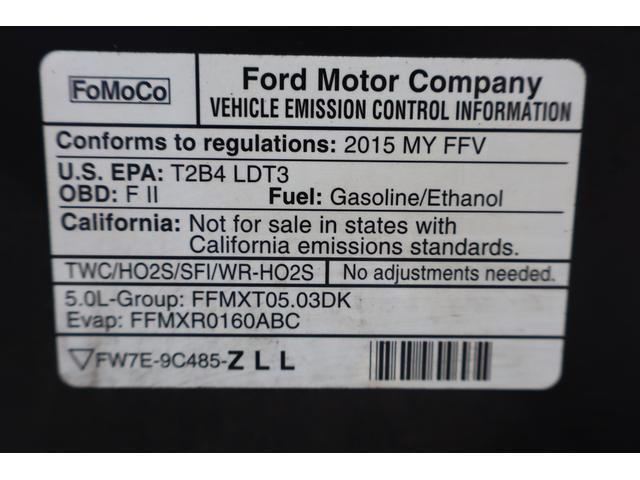 FoMoCo
Ford Motor Company
VEHICLE EMISSION CONTROL INFORMATION
Conforms to regulations: 2015 MY FFV
U.S. EPA: T2B4 LDT3
OBD: F II Fuel: Gasoline/Ethanol
California: Not for sale in states with
California emissions standards.
TWC/HO2S/SFI/WR-HO2S No adjustments needed.
5.0L-Group: FFMXT05.03DK
Evap: FFMXR0160ABC
FW7E-9C485-Z L L